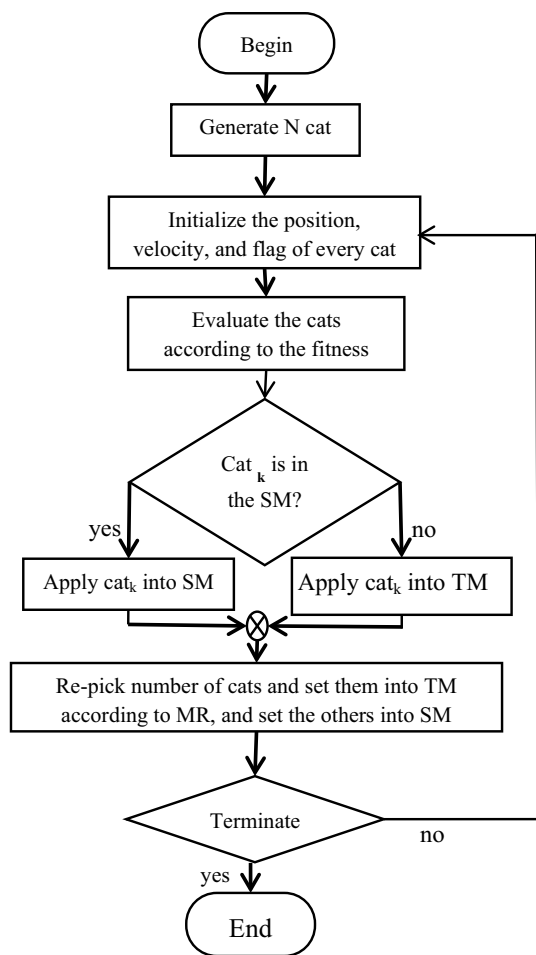 Begin
Generate N cat
Initialize the position,
velocity, and flag of every cat
Evaluate the cats
according to the fitness
Cat k is in
the SM?
yes
no
Apply catk into SM
Apply catk into TM
Re-pick number of cats and set them into TM
according to MR, and set the others into SM
Terminate
no
yes
End